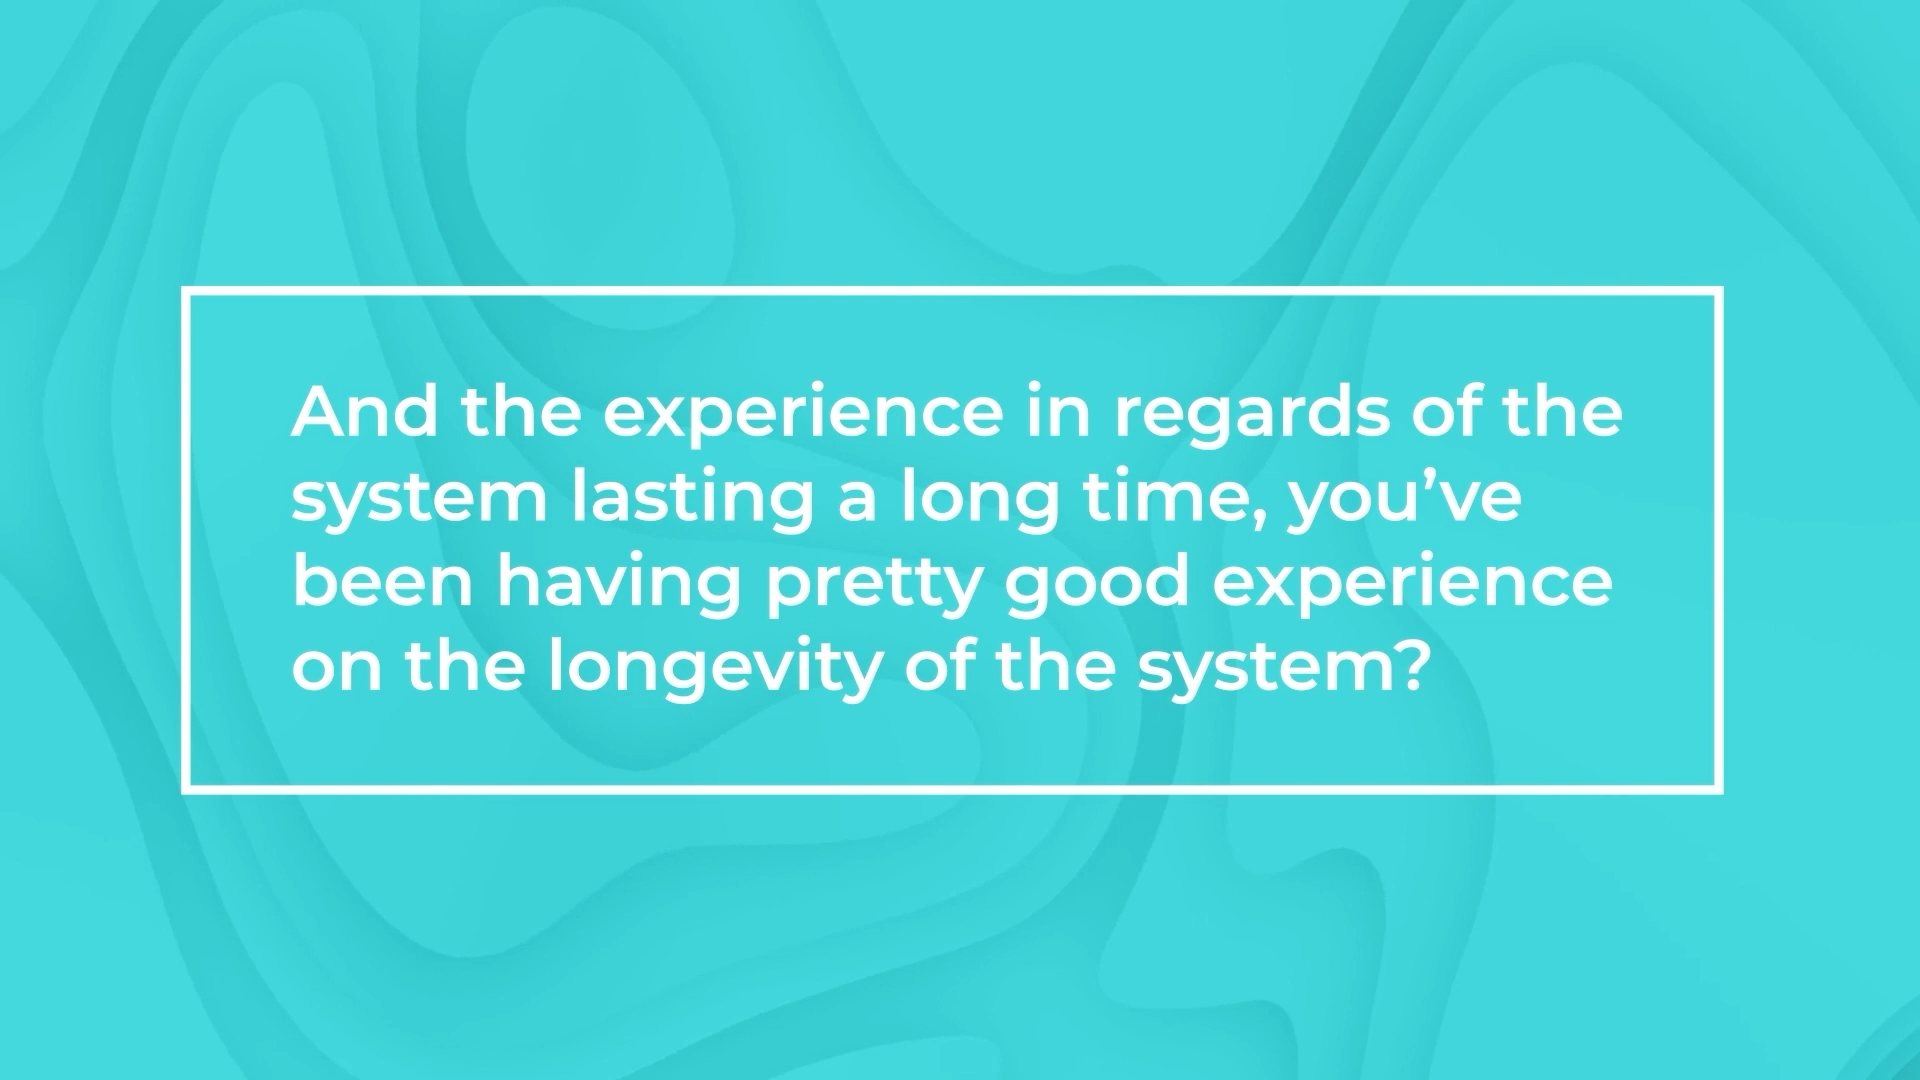 And the experience in regards of the
system lasting a long time, you’ve
been having pretty good experience
on the longevity of the system?